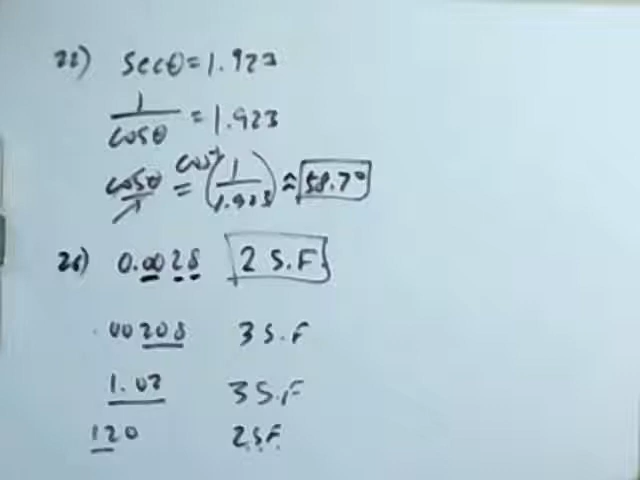 22) secθ = 1.923
1/cosθ = 1.923
cosθ = cos⁻¹(1/1.923) ≈ 58.7°
26) 0.0028 2 S.F
.00208 3 S.F
1.02 3 S.F
120 2 S.F.